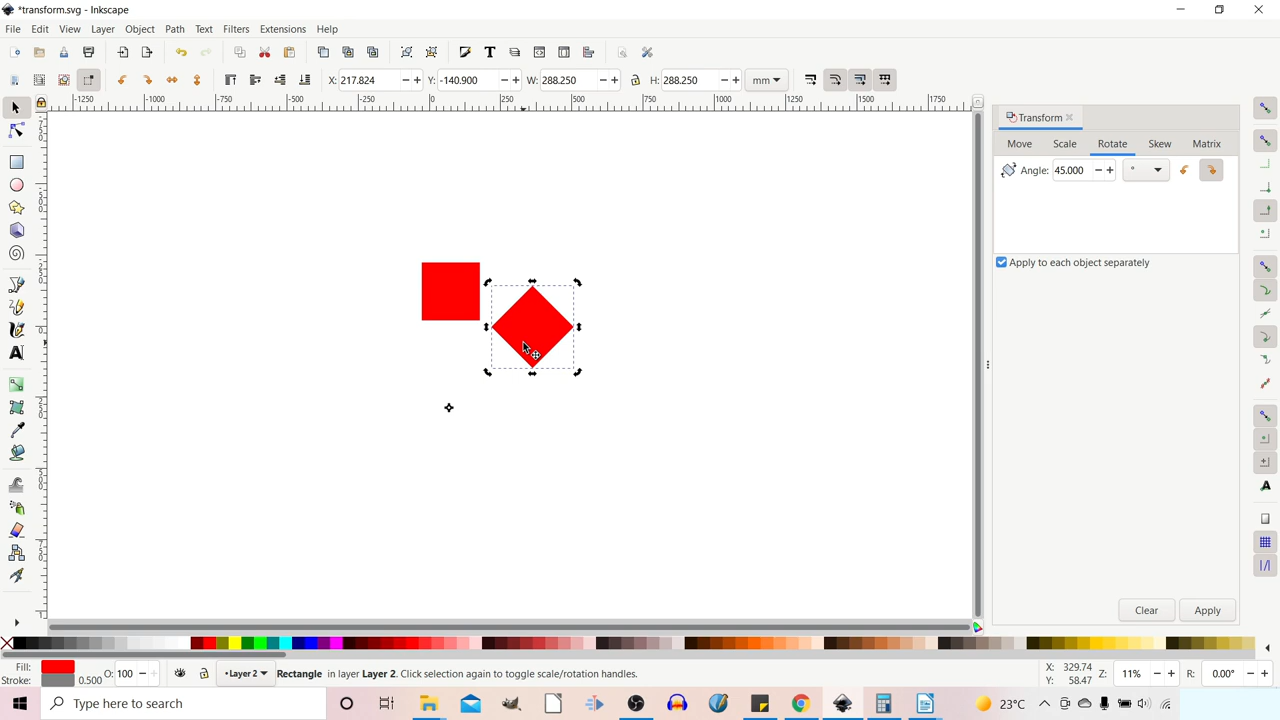 *transform.svg - Inkscape
File Edit View Layer Object Path Text Filters Extensions Help
X: 217.824 Y: -140.900 W: 288.250 H: 288.250 mm
-1250 -1000 -750 -500 -250 0 250 500 750 1000 1250 1500 1750
Transform
Move Scale Rotate Skew Matrix
Angle: 45.000 °
Apply to each object separately
Clear Apply
Fill:
Stroke: 0.500 O: 100 •Layer 2 Rectangle in layer Layer 2. Click selection again to toggle scale/rotation handles. X: 329.74 Y: 58.47 Z: 11% R: 0.00°
Type here to search 23°C